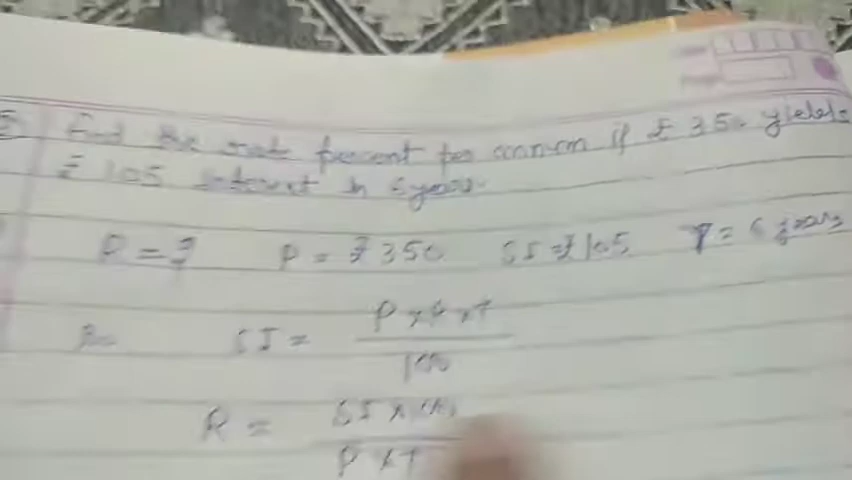 5 Find the rate percent per annum if ₹ 350 yields
₹ 105 interest in 6 years.
R = ? P = ₹ 350 SI = ₹ 105 T = 6 years
R= SI = P × R × T
100
R = SI × 100
P × T